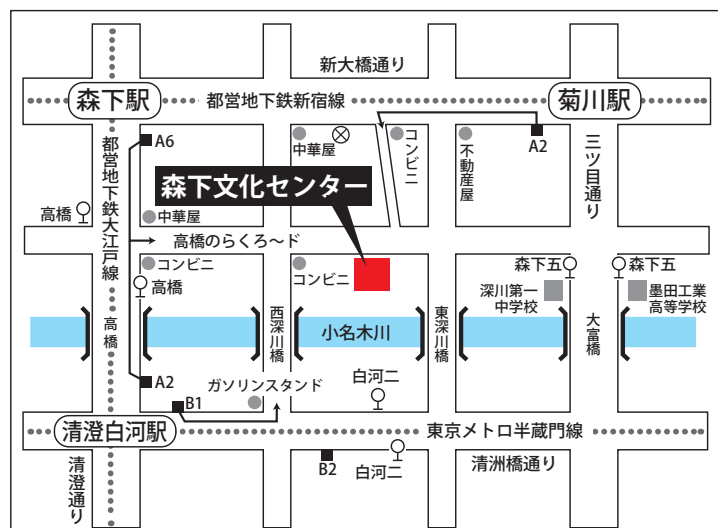 新大橋通り
森下駅
都営地下鉄新宿線
菊川駅
A6
中華屋
コンビニ
不動産屋
A2
三ツ目通り
都営地下鉄大江戸線
森下文化センター
高橋
中華屋
高橋のらくろ〜ド
コンビニ
高橋
コンビニ
森下五
森下五
深川第一
中学校
墨田工業
高等学校
高橋
西深川橋
小名木川
東深川橋
大富橋
A2
ガソリンスタンド
白河二
B1
清澄白河駅
東京メトロ半蔵門線
清澄通り
B2
白河二
清洲橋通り